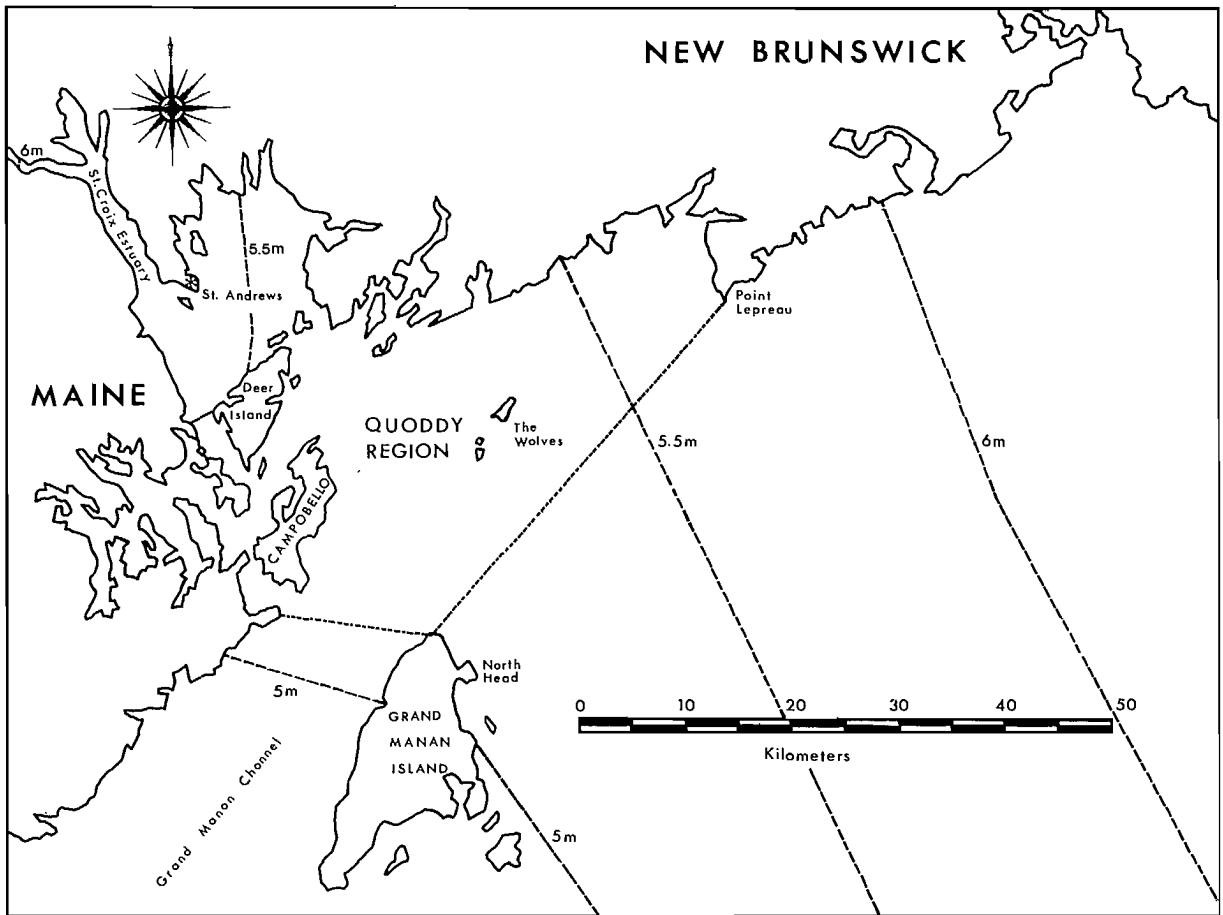 NEW BRUNSWICK
6m
St. Croix Estuary
5.5m
St. Andrews
Point
Lepreau
MAINE
Deer
Island
QUODDY
REGION
The
Wolves
5.5m
6m
CAMPOBELLO
North
Head
5m
GRAND
MANAN
ISLAND
0 10 20 30 40 50
Kilometers
Grand Manan Channel
5m